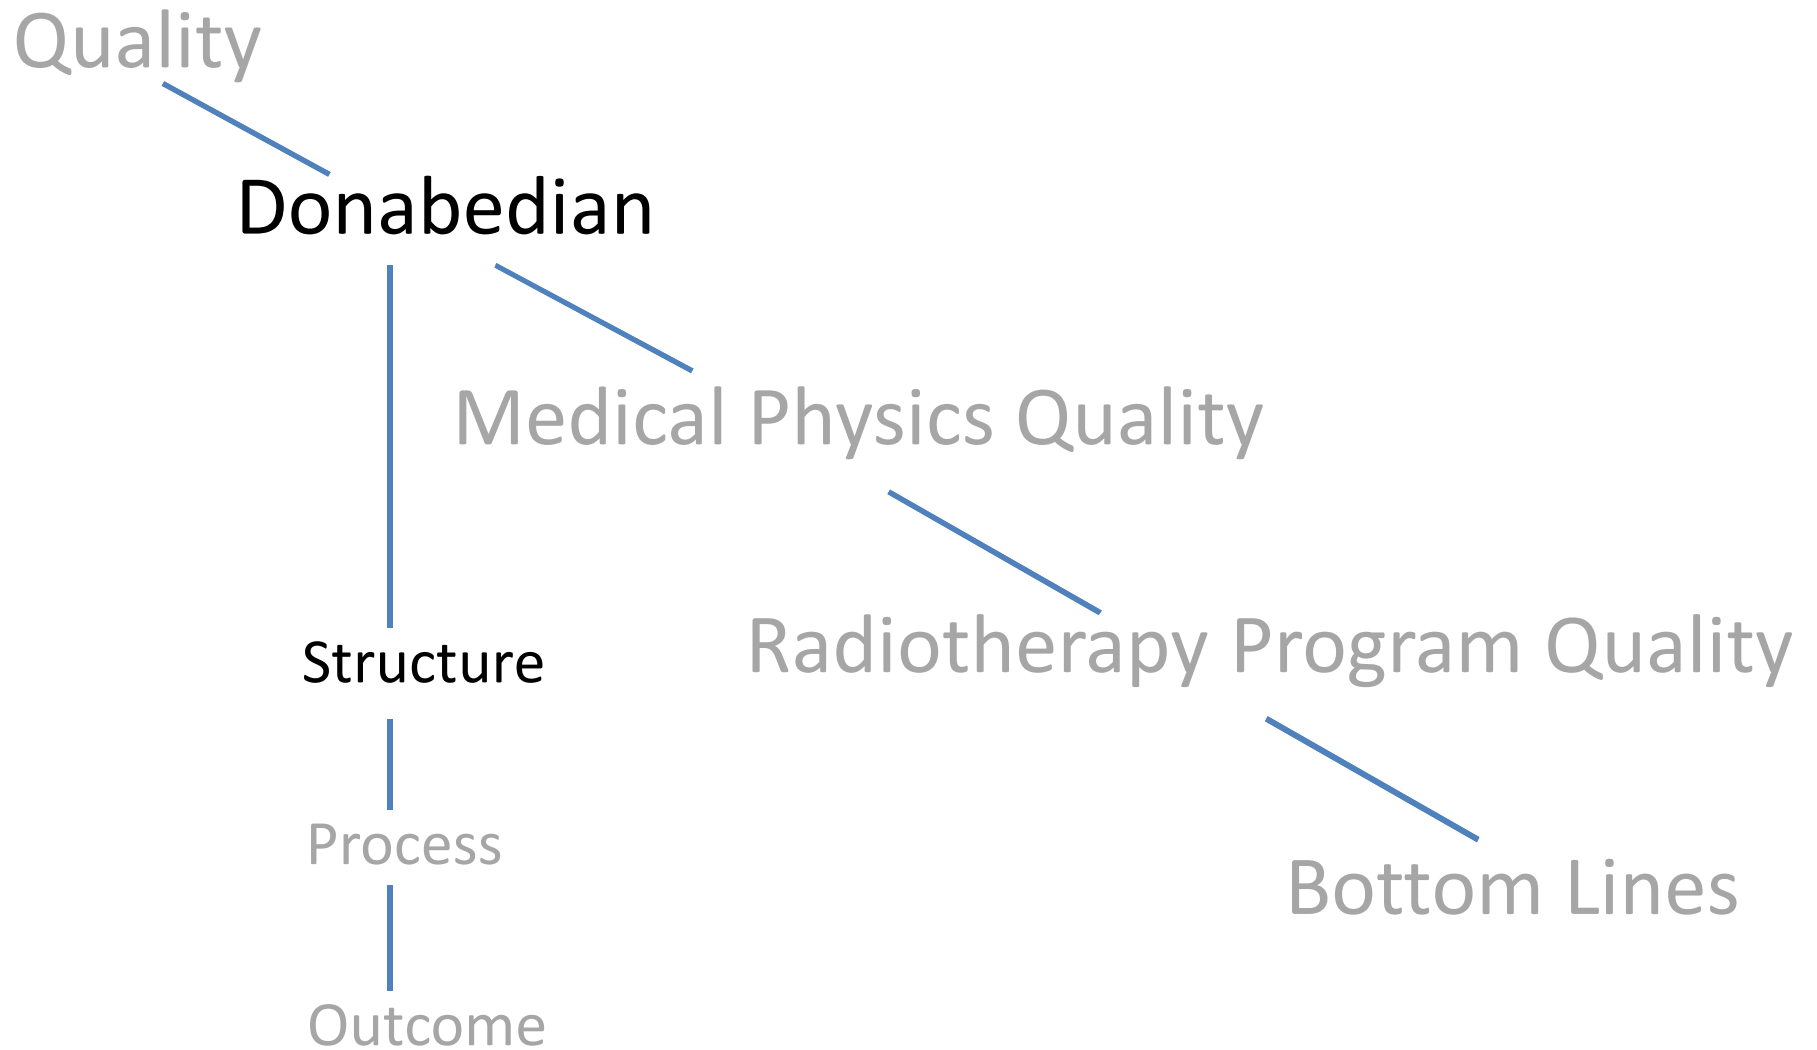 Quality
Donabedian
Medical Physics Quality
Radiotherapy Program Quality
Structure
Process
Bottom Lines
Outcome